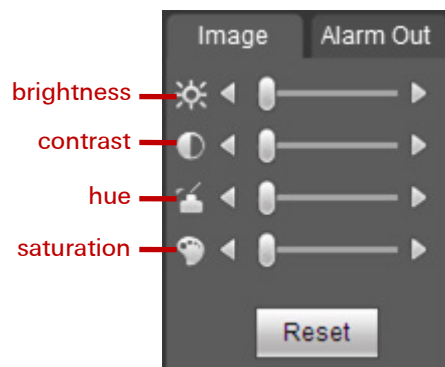 Image Alarm Out
brightness
contrast
hue
saturation
Reset